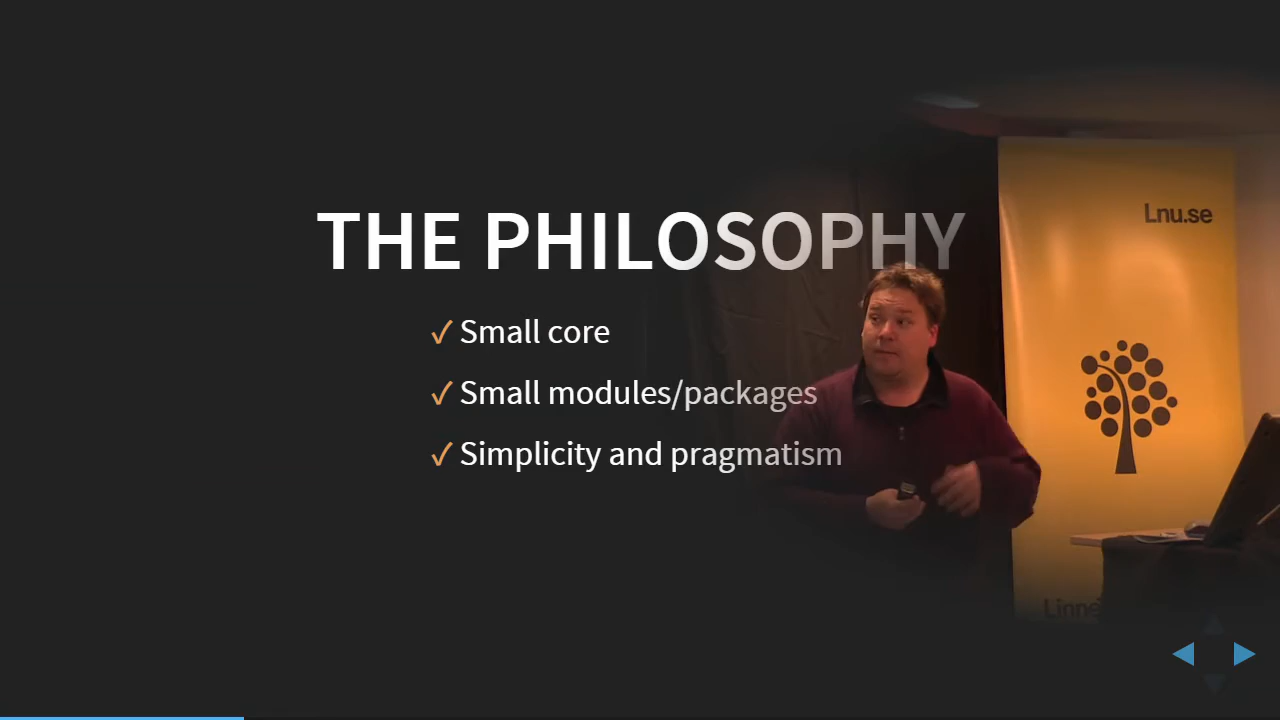 THE PHILOSOPHY
✓ Small core
✓ Small modules/packages
✓ Simplicity and pragmatism
Lnu.se